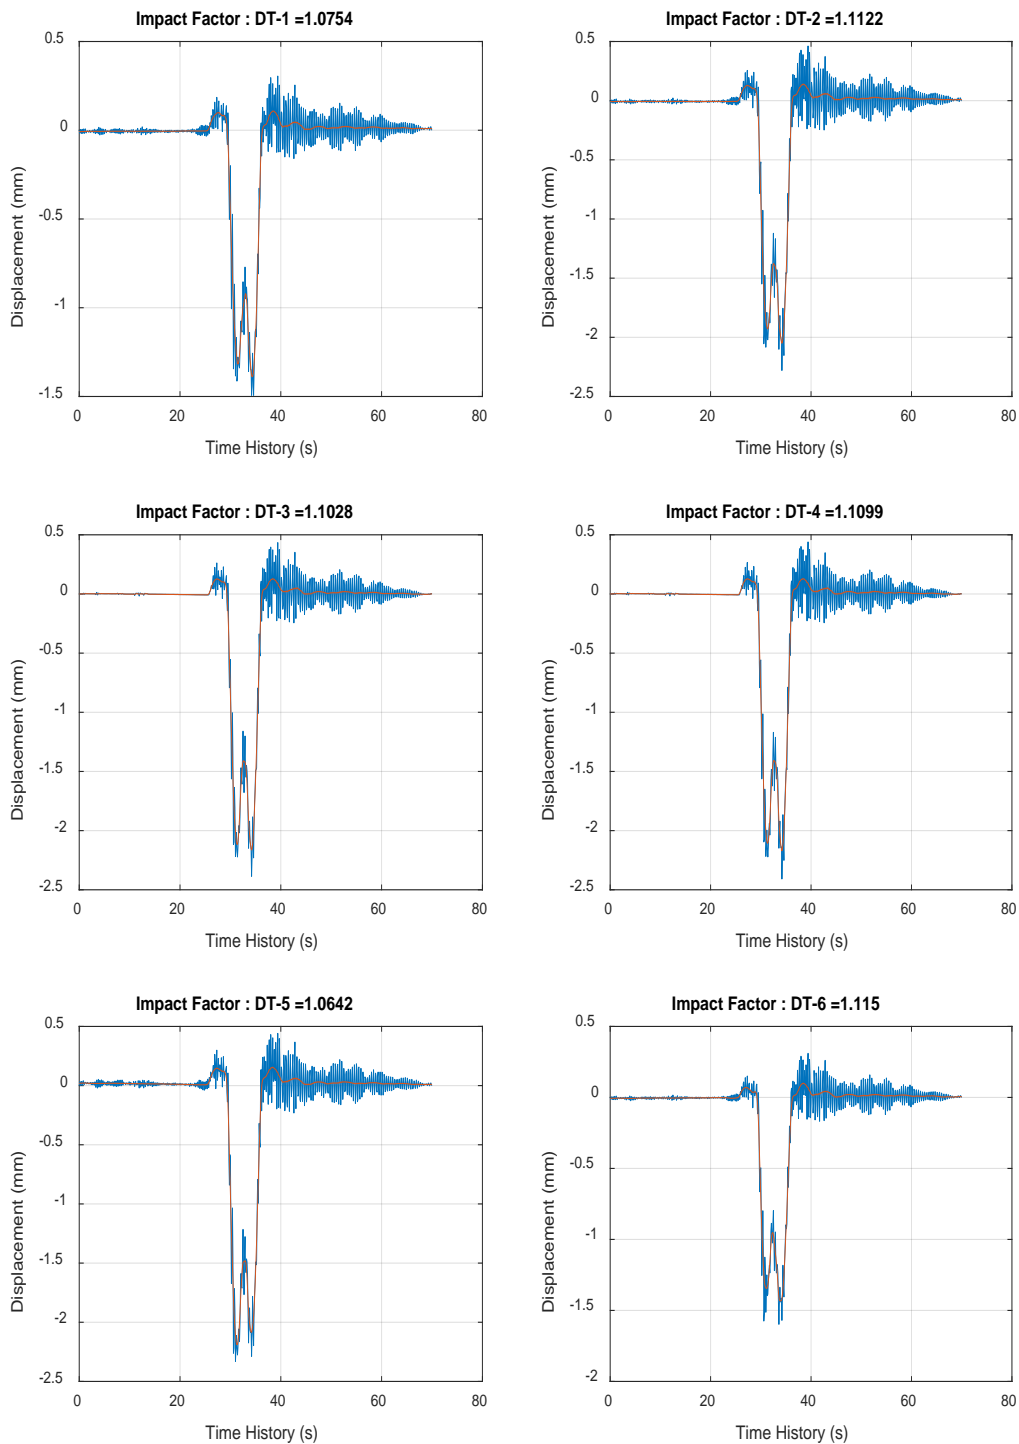 Impact Factor : DT-1 =1.0754
0.5
0
-0.5
-1
-1.5
0 20 40 60 80
Displacement (mm)
Time History (s)
Impact Factor : DT-2 =1.1122
0.5
0
-0.5
-1
-1.5
-2
-2.5
0 20 40 60 80
Displacement (mm)
Time History (s)
Impact Factor : DT-3 =1.1028
0.5
0
-0.5
-1
-1.5
-2
-2.5
0 20 40 60 80
Displacement (mm)
Time History (s)
Impact Factor : DT-4 =1.1099
0.5
0
-0.5
-1
-1.5
-2
-2.5
0 20 40 60 80
Displacement (mm)
Time History (s)
Impact Factor : DT-5 =1.0642
0.5
0
-0.5
-1
-1.5
-2
-2.5
0 20 40 60 80
Displacement (mm)
Time History (s)
Impact Factor : DT-6 =1.115
0.5
0
-0.5
-1
-1.5
-2
0 20 40 60 80
Displacement (mm)
Time History (s)